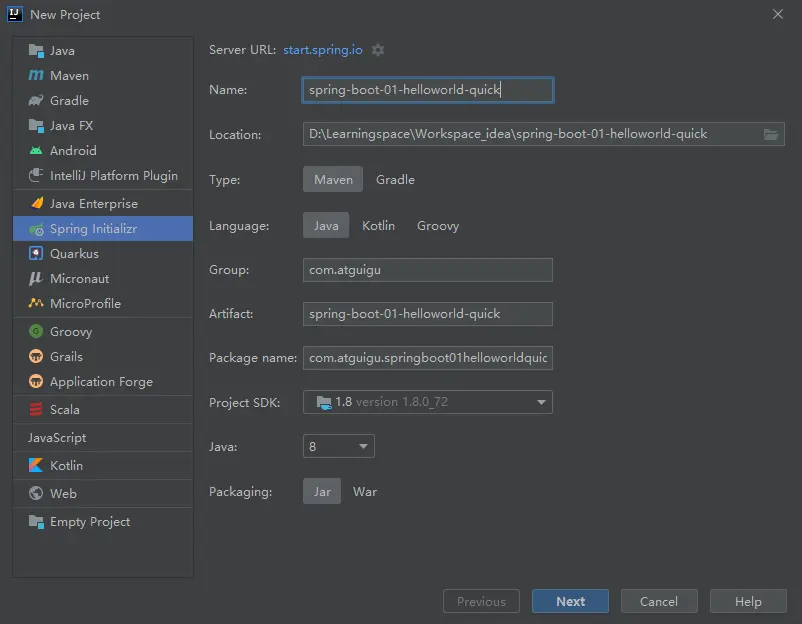 New Project
Java
Maven
Gradle
Java FX
Android
IntelliJ Platform Plugin
Java Enterprise
Spring Initializr
Quarkus
Micronaut
MicroProfile
Groovy
Grails
Application Forge
Scala
JavaScript
Kotlin
Web
Empty Project
Server URL: start.spring.io
Name: spring-boot-01-helloworld-quick
Location: D:\Learningspace\Workspace_idea\spring-boot-01-helloworld-quick
Type: Maven Gradle
Language: Java Kotlin Groovy
Group: com.atguigu
Artifact: spring-boot-01-helloworld-quick
Package name: com.atguigu.springboot01helloworldquic
Project SDK: 1.8 version 1.8.0_72
Java: 8
Packaging: Jar War
Previous Next Cancel Help